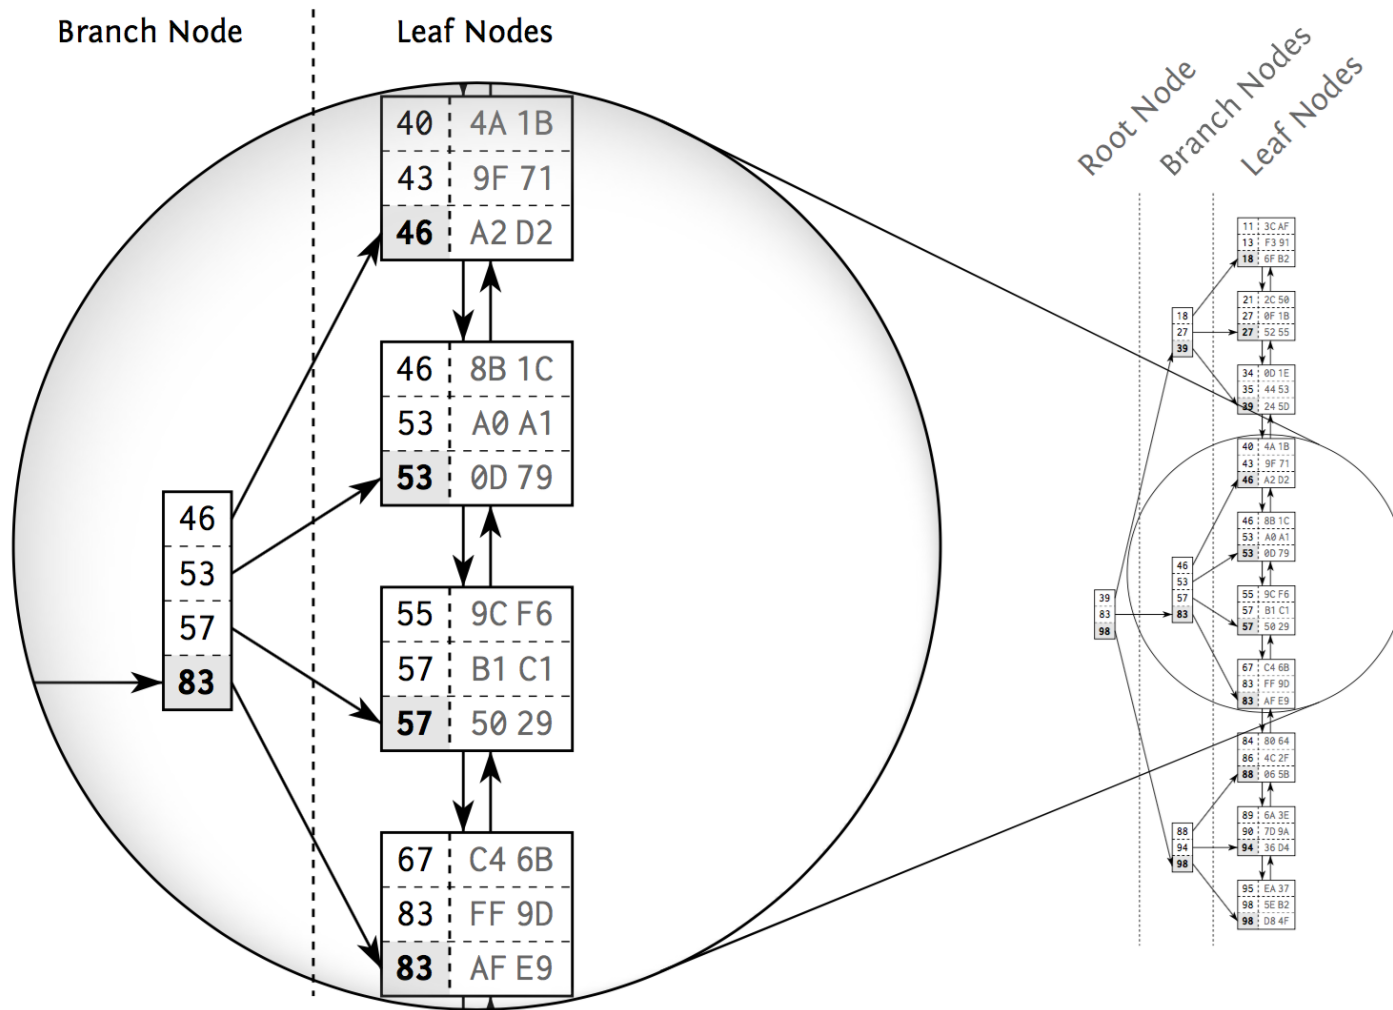 Branch Node
Leaf Nodes
40 4A 1B
43 9F 71
46 A2 D2
46 8B 1C
53 A0 A1
53 0D 79
55 9C F6
57 B1 C1
57 50 29
67 C4 6B
83 FF 9D
83 AF E9
46
53
57
83
Root Node
Branch Nodes
Leaf Nodes
39
83
98
18
27
39
46
53
57
83
88
94
98
11 3C AF
13 F3 91
18 6F B2
21 2C 50
27 0F 1B
27 52 55
34 0D 1E
35 44 53
39 24 5D
40 4A 1B
43 9F 71
46 A2 D2
46 8B 1C
53 A0 A1
53 0D 79
55 9C F6
57 B1 C1
57 50 29
67 C4 6B
83 FF 9D
83 AF E9
84 80 64
86 4C 2F
88 06 5B
89 6A 3E
90 7D 9A
94 36 D4
95 EA 37
98 5E B2
98 D8 4F